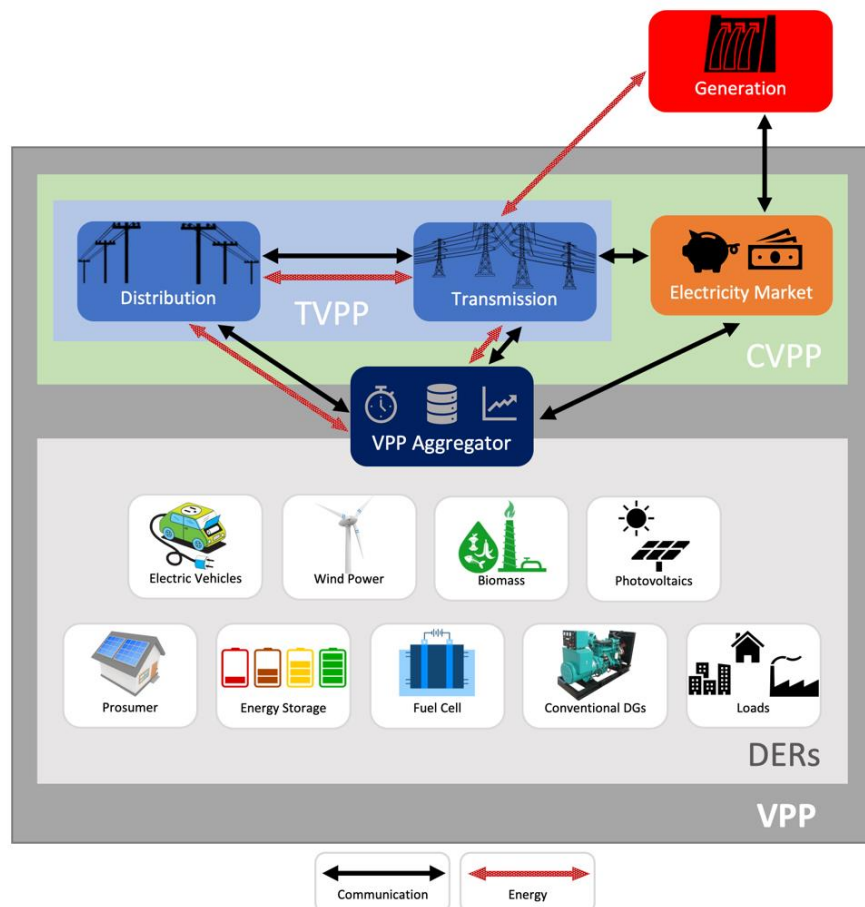 Generation
Distribution
Transmission
Electricity Market
TVPP
CVPP
VPP Aggregator
Electric Vehicles
Wind Power
Biomass
Photovoltaics
Prosumer
Energy Storage
Fuel Cell
Conventional DGs
Loads
DERs
VPP
Communication
Energy